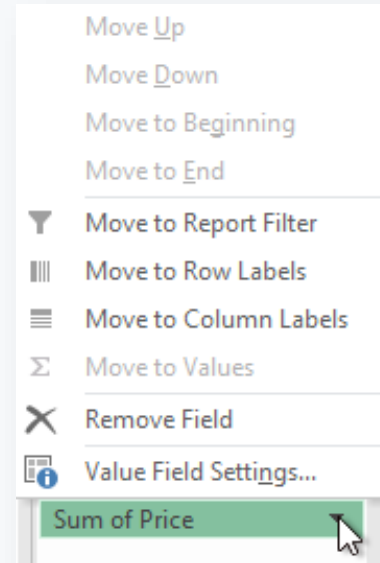 Move Up
Move Down
Move to Beginning
Move to End
Move to Report Filter
Move to Row Labels
Move to Column Labels
Σ Move to Values
Remove Field
Value Field Settings...
Sum of Price